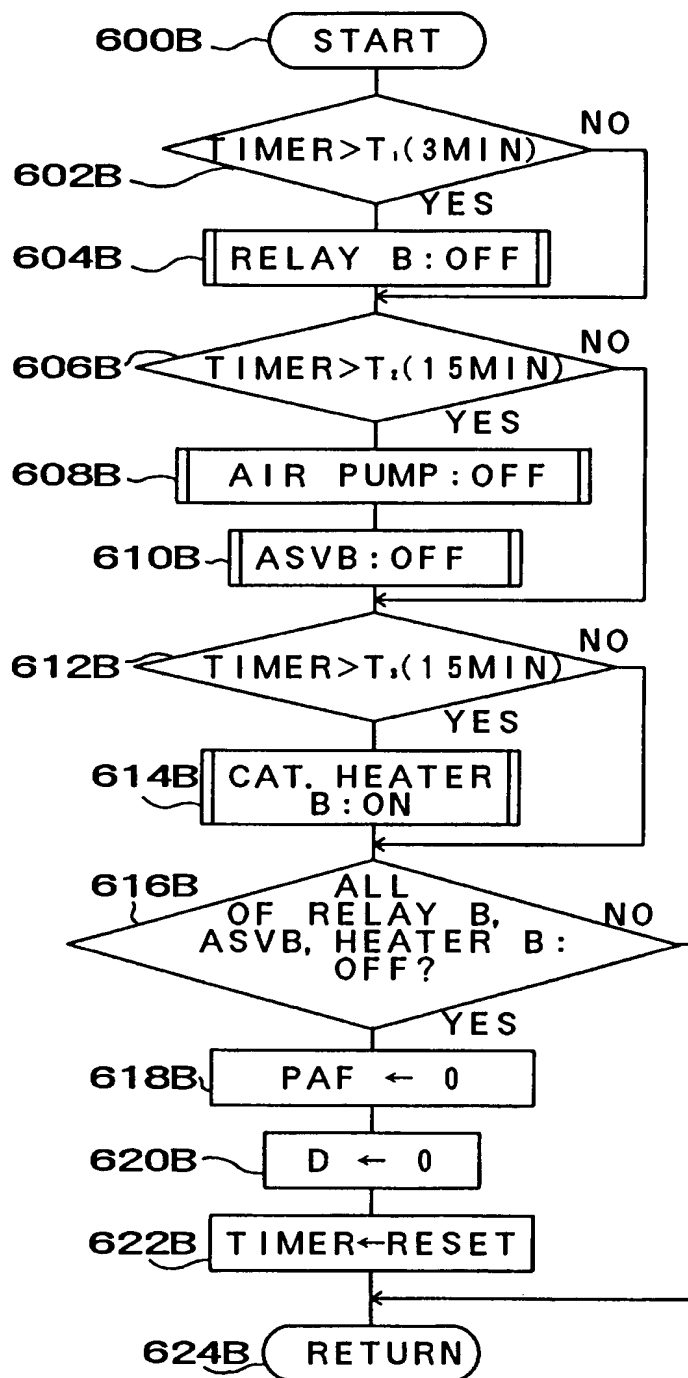 600B START
TIMER>T₁(3MIN) NO
602B
YES
604B RELAY B:OFF
606B TIMER>T₂(15MIN) NO
YES
608B AIR PUMP:OFF
610B ASVB:OFF
612B TIMER>T₃(15MIN) NO
YES
614B CAT. HEATER
B:ON
616B ALL
OF RELAY B, NO
ASVB, HEATER B:
OFF?
YES
618B PAF ← 0
620B D ← 0
622B TIMER←RESET
624B RETURN